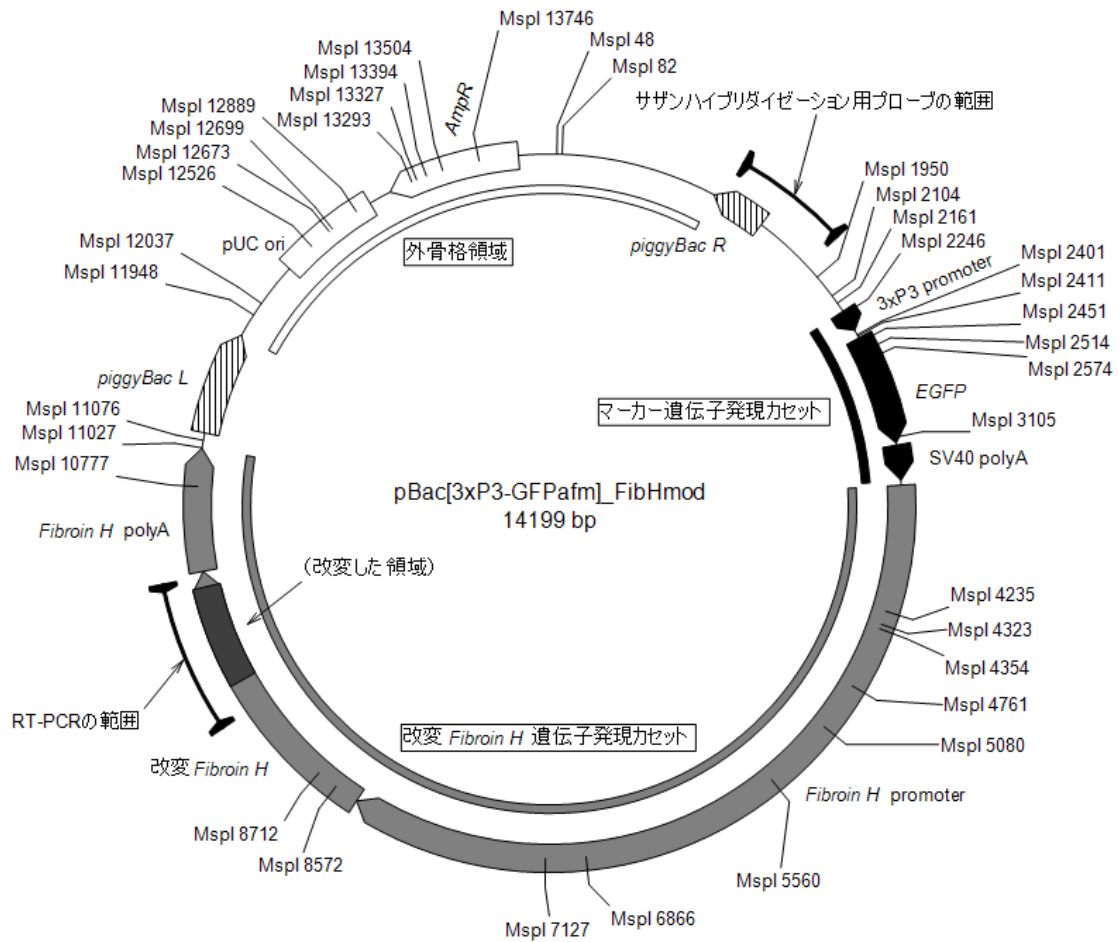 MspI 13746
MspI 48
MspI 82
MspI 13504
MspI 13394
MspI 13327
MspI 13293
AmpR
サザンハイブリダイゼーション用プローブの範囲
MspI 12889
MspI 12699
MspI 12673
MspI 12526
MspI 1950
MspI 2104
MspI 2161
MspI 2246
pUC ori
MspI 12037
MspI 11948
外骨格領域
piggyBac R
3xP3 promoter
MspI 2401
MspI 2411
MspI 2451
MspI 2514
MspI 2574
EGFP
piggyBac L
マーカー遺伝子発現カセット
MspI 11076
MspI 11027
MspI 10777
MspI 3105
SV40 polyA
pBac[3xP3-GFPafm]_FibHmod
14199 bp
Fibroin H polyA
(改変した領域)
MspI 4235
MspI 4323
MspI 4354
MspI 4761
MspI 5080
RT-PCRの範囲
改変 Fibroin H 遺伝子発現カセット
改変 Fibroin H
Fibroin H promoter
MspI 8712
MspI 8572
MspI 5560
MspI 6866
MspI 7127